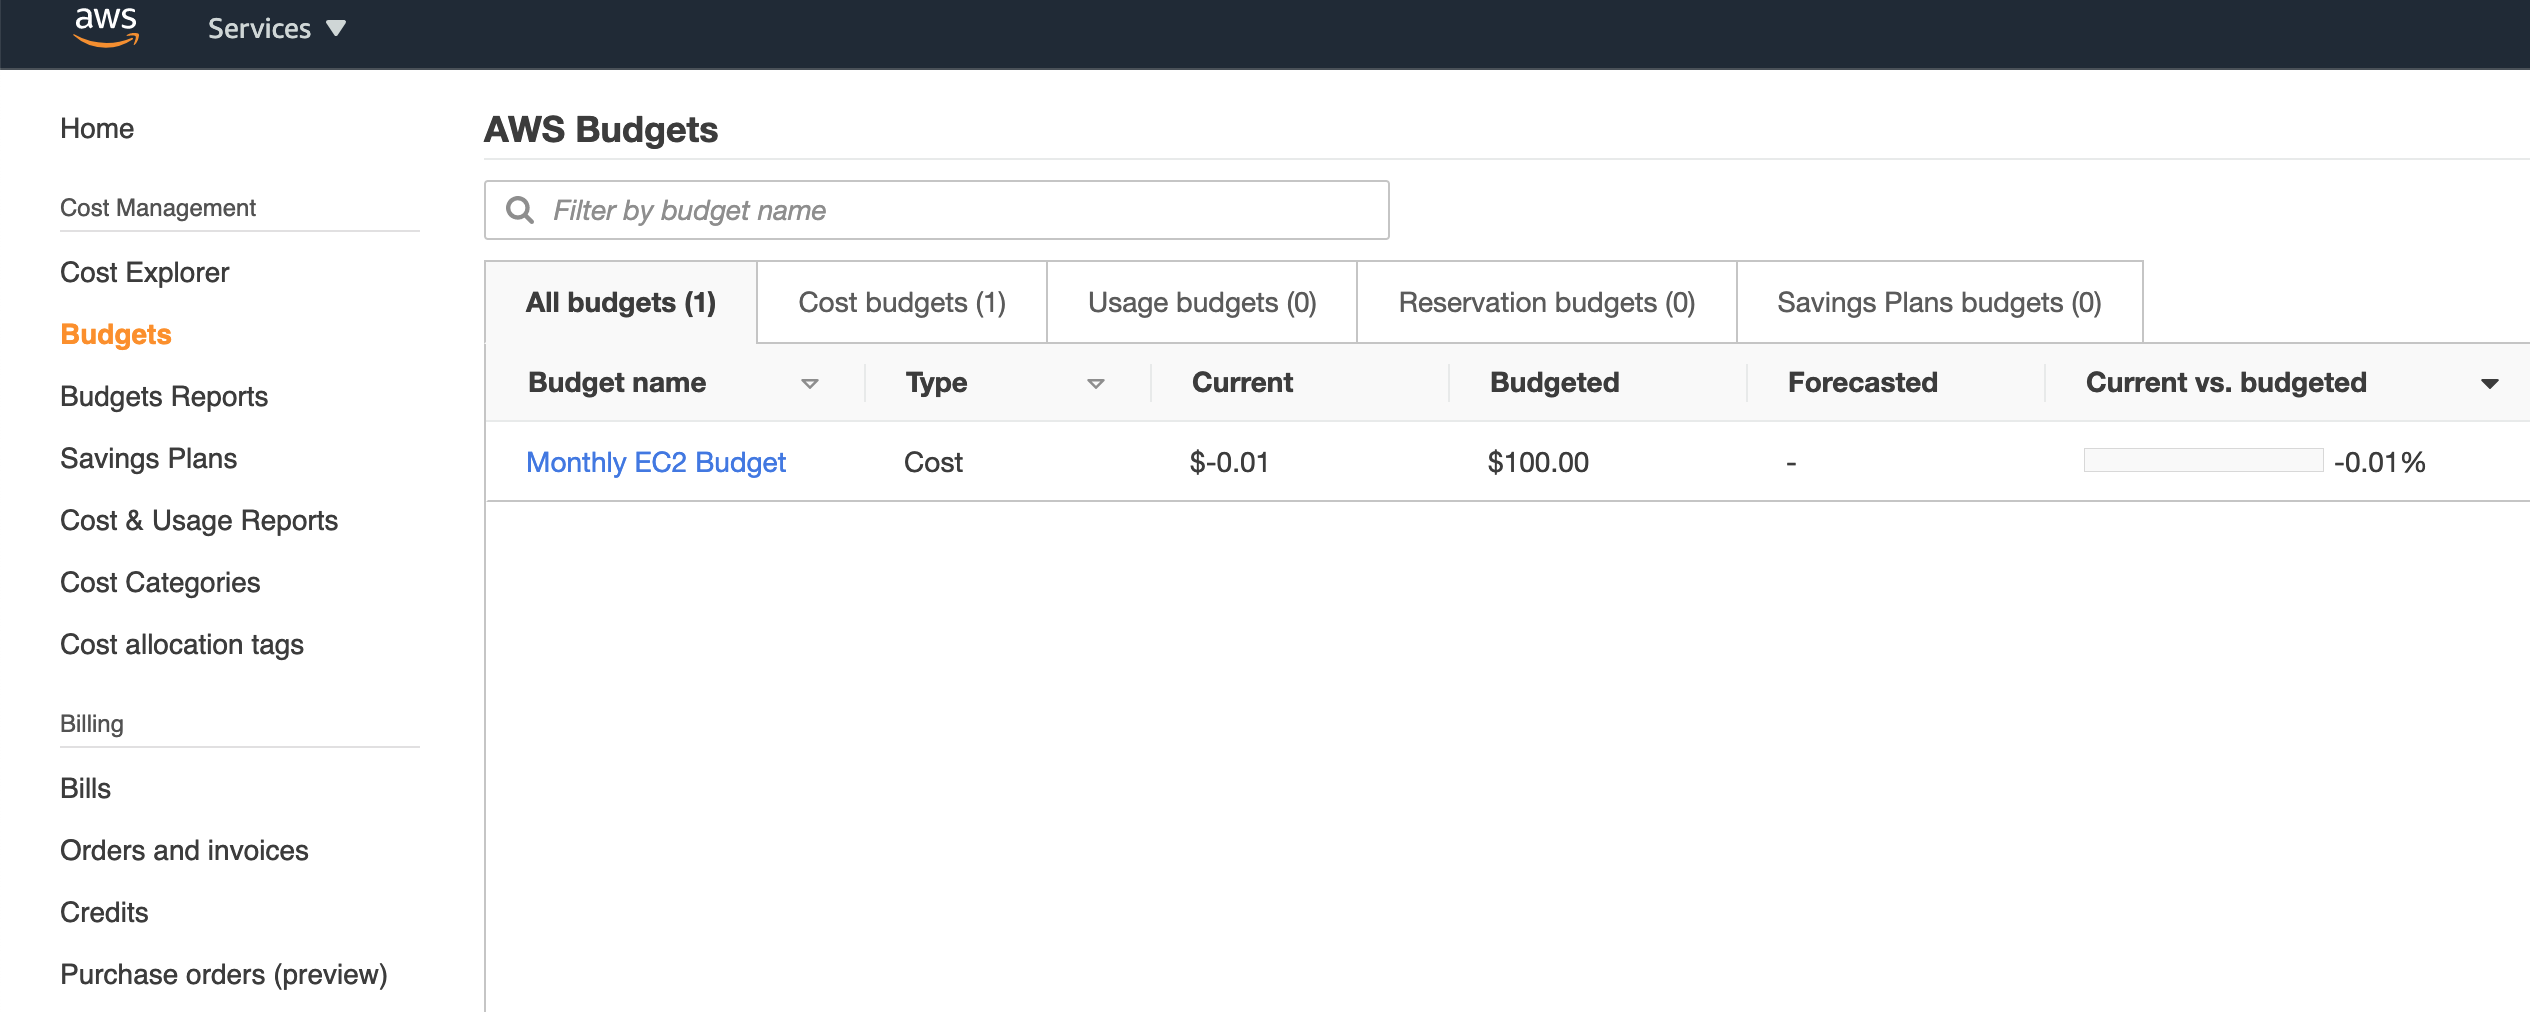 aws
Services
Home
Cost Management
Cost Explorer
Budgets
Budgets Reports
Savings Plans
Cost & Usage Reports
Cost Categories
Cost allocation tags
Billing
Bills
Orders and invoices
Credits
Purchase orders (preview)
AWS Budgets
Filter by budget name
All budgets (1) Cost budgets (1) Usage budgets (0) Reservation budgets (0) Savings Plans budgets (0)
Budget name Type Current Budgeted Forecasted Current vs. budgeted
Monthly EC2 Budget Cost $-0.01 $100.00 - -0.01%